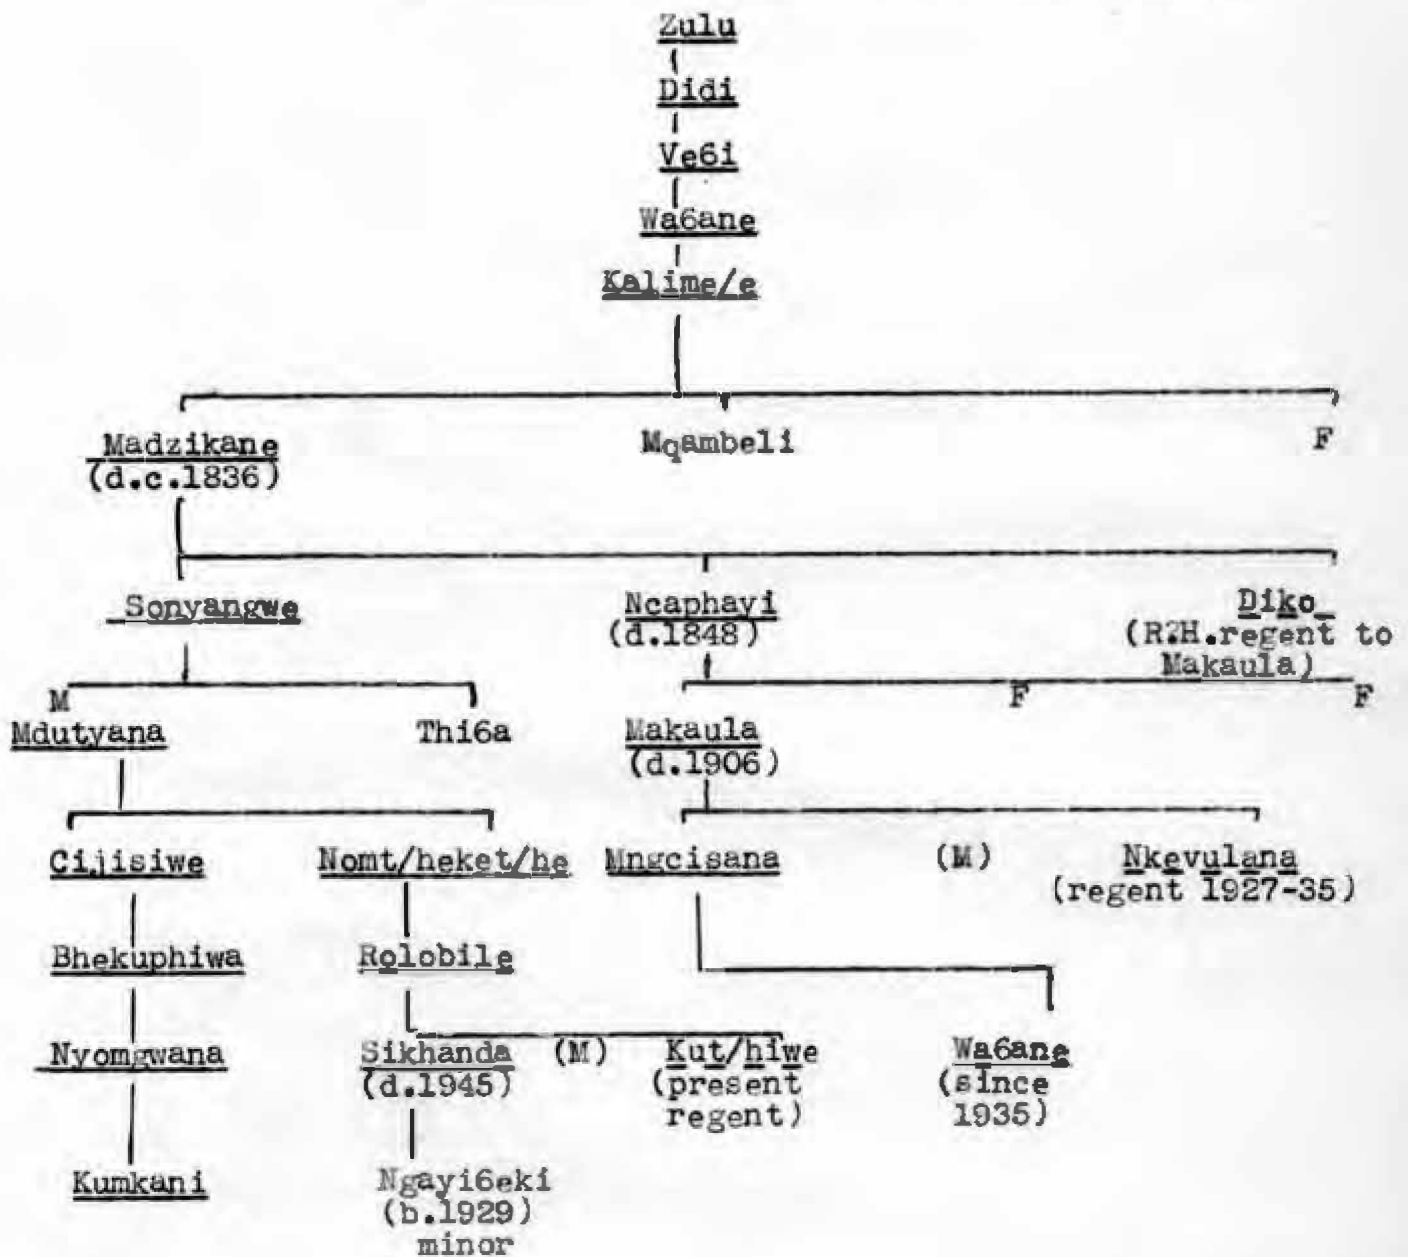 Zulu
Didi
Ve6i
Wa6ane
Kalime/e
Madzikane Mqambeli F
(d.c.1836)
Sonyangwe Ncaphayi Diko
(d.1848) (R?H.regent to
Makaula)
M F F
Mdutyana Thi6a Makaula
(d.1906)
Cijisiwe Nomt/heket/he Mngcisana (M) Nkevulana
(regent 1927-35)
Bhekuphiwa Rolobile
Nyomgwana Sikhanda (M) Kut/hiwe Wa6ane
(d.1945) (present (since
regent) 1935)
Kumkani Ngayi6eki
(b.1929)
minor